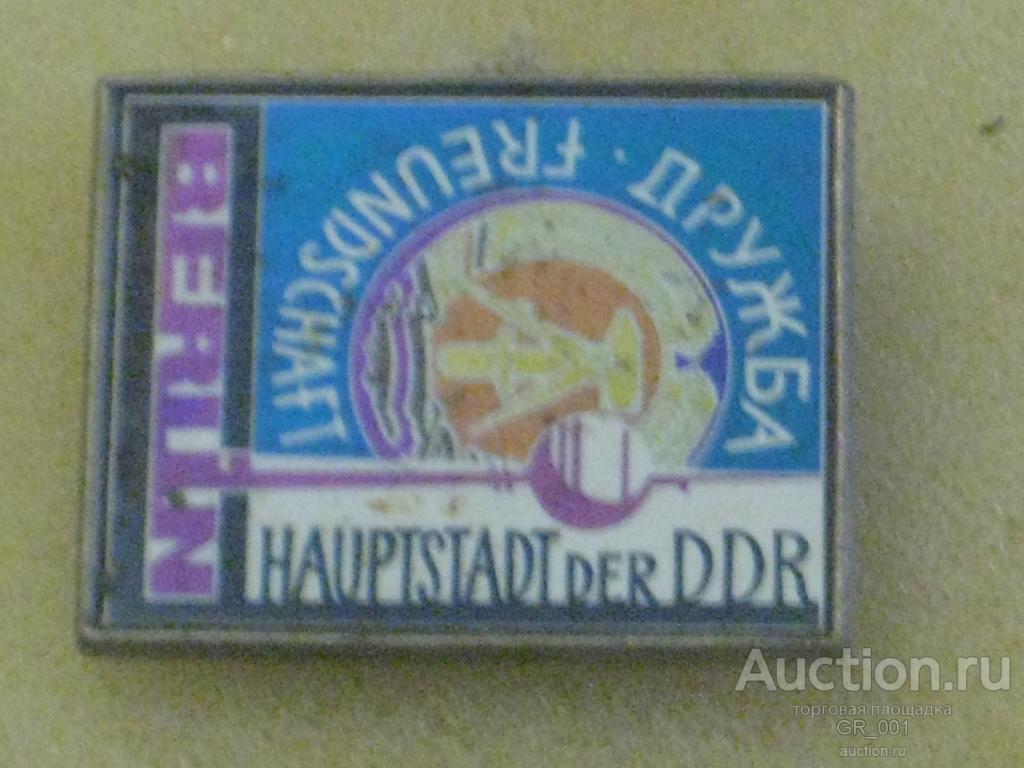 BERLIN
FREUNDSCHAFT · ДРУЖБА
HAUPTSTADT DER DDR
Auction.ru
торговая площадка
GR_001
auction.ru